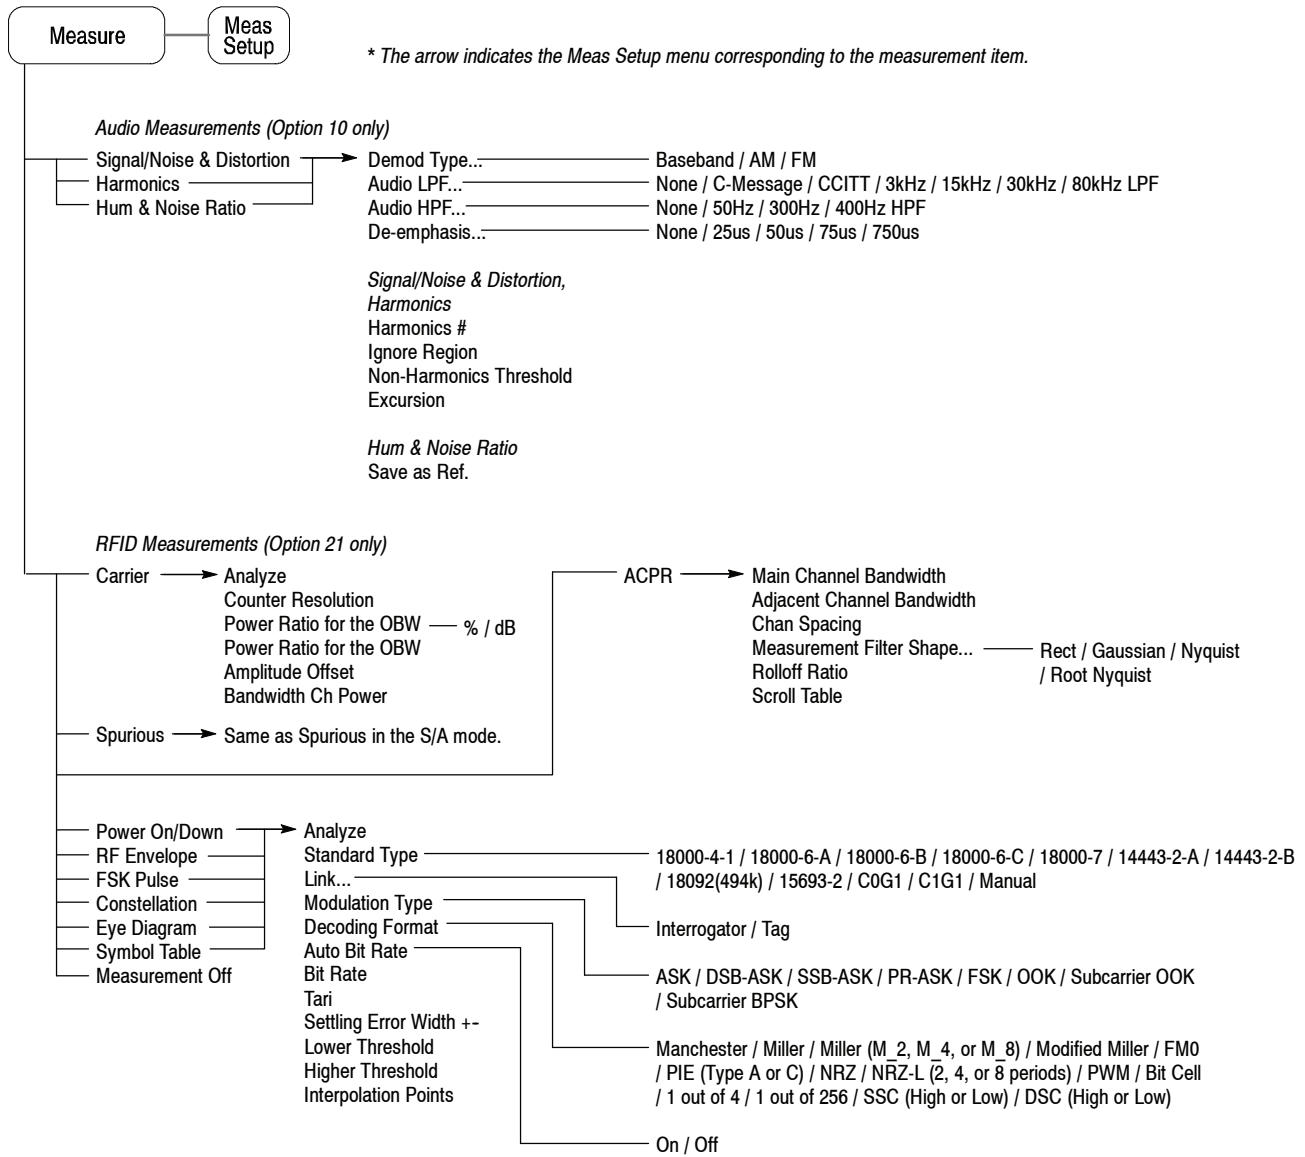 Measure
Meas
Setup
* The arrow indicates the Meas Setup menu corresponding to the measurement item.
Audio Measurements (Option 10 only)
Signal/Noise & Distortion
Harmonics
Hum & Noise Ratio
Demod Type...
Baseband / AM / FM
Audio LPF...
None / C-Message / CCITT / 3kHz / 15kHz / 30kHz / 80kHz LPF
Audio HPF...
None / 50Hz / 300Hz / 400Hz HPF
De-emphasis...
None / 25us / 50us / 75us / 750us
Signal/Noise & Distortion,
Harmonics
Harmonics #
Ignore Region
Non-Harmonics Threshold
Excursion
Hum & Noise Ratio
Save as Ref.
RFID Measurements (Option 21 only)
Carrier
Analyze
Counter Resolution
Power Ratio for the OBW
% / dB
Power Ratio for the OBW
Amplitude Offset
Bandwidth Ch Power
ACPR
Main Channel Bandwidth
Adjacent Channel Bandwidth
Chan Spacing
Measurement Filter Shape...
Rect / Gaussian / Nyquist
/ Root Nyquist
Rolloff Ratio
Scroll Table
Spurious
Same as Spurious in the S/A mode.
Power On/Down
RF Envelope
FSK Pulse
Constellation
Eye Diagram
Symbol Table
Measurement Off
Analyze
Standard Type
Link...
Modulation Type
Decoding Format
Auto Bit Rate
Bit Rate
Tari
Settling Error Width +-
Lower Threshold
Higher Threshold
Interpolation Points
18000-4-1 / 18000-6-A / 18000-6-B / 18000-6-C / 18000-7 / 14443-2-A / 14443-2-B
/ 18092(494k) / 15693-2 / C0G1 / C1G1 / Manual
Interrogator / Tag
ASK / DSB-ASK / SSB-ASK / PR-ASK / FSK / OOK / Subcarrier OOK
/ Subcarrier BPSK
Manchester / Miller / Miller (M_2, M_4, or M_8) / Modified Miller / FM0
/ PIE (Type A or C) / NRZ / NRZ-L (2, 4, or 8 periods) / PWM / Bit Cell
/ 1 out of 4 / 1 out of 256 / SSC (High or Low) / DSC (High or Low)
On / Off